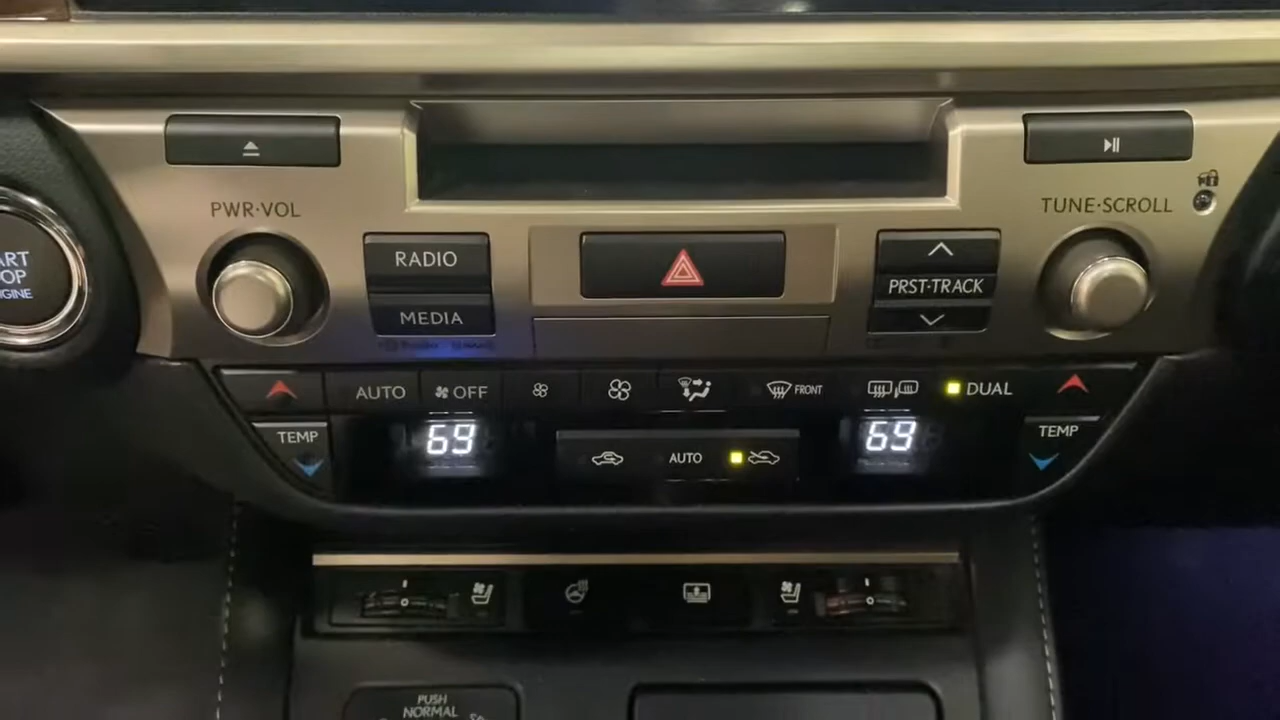 PWR·VOL
TUNE·SCROLL
RADIO
MEDIA
PRST·TRACK
ART
OP
GINE
AUTO
OFF
FRONT
DUAL
TEMP
69
AUTO
69
TEMP
PUSH
NORMAL